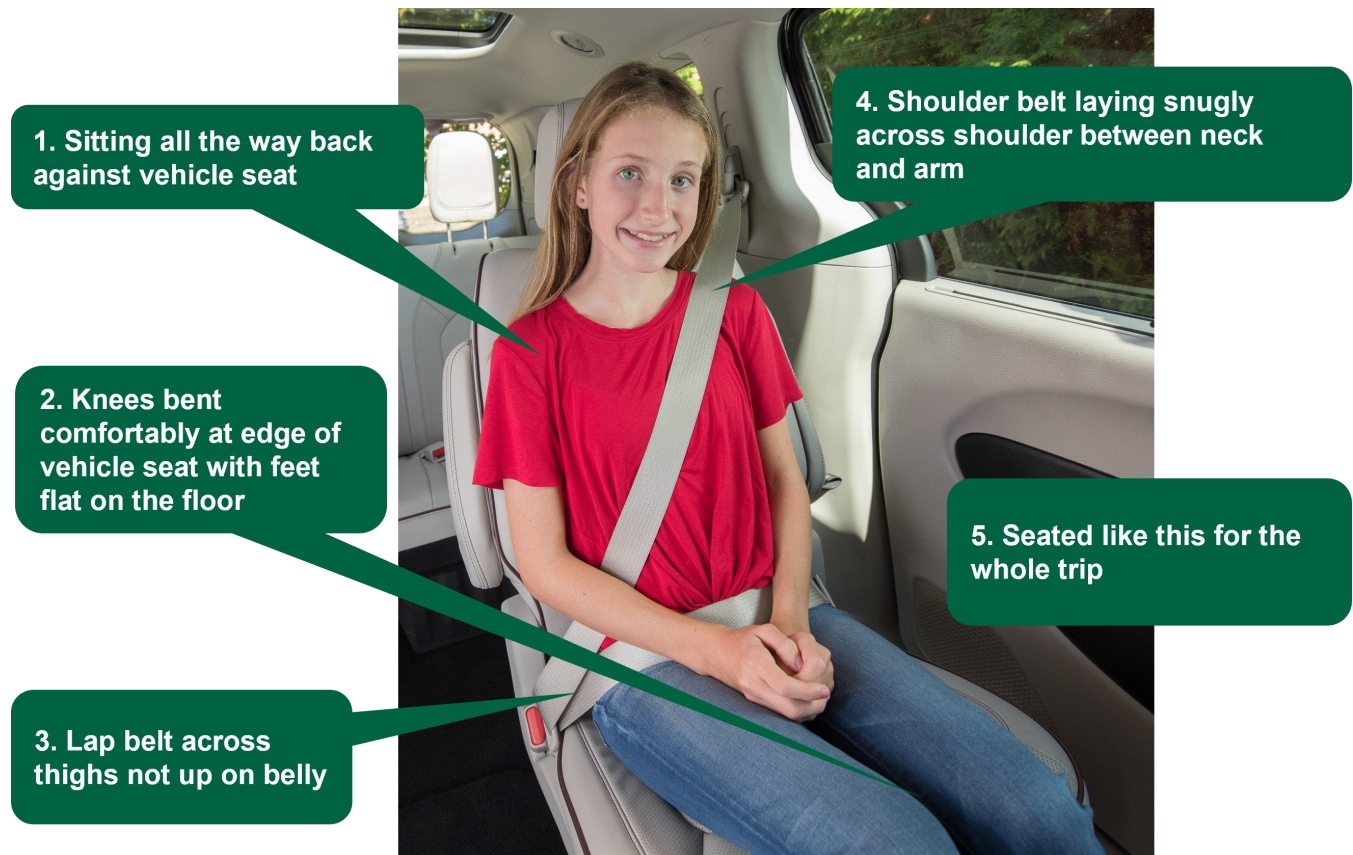 1. Sitting all the way back
against vehicle seat
2. Knees bent
comfortably at edge of
vehicle seat with feet
flat on the floor
3. Lap belt across
thighs not up on belly
4. Shoulder belt laying snugly
across shoulder between neck
and arm
5. Seated like this for the
whole trip